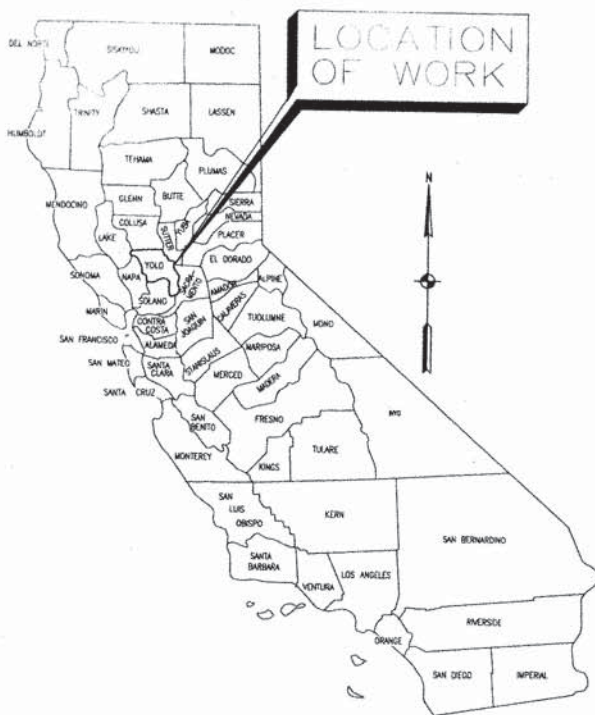 LOCATION
OF WORK
DEL NORTE
SISKIYOU
MODOC
HUMBOLDT
TRINITY
SHASTA
LASSEN
TEHAMA
PLUMAS
MENDOCINO
GLENN
BUTTE
SIERRA
NEVADA
COLUSA
SUTTER
YUBA
PLACER
LAKE
YOLO
EL DORADO
SONOMA
NAPA
SACRA-
MENTO
AMADOR
ALPINE
SOLANO
CALAVERAS
MARIN
CONTRA
COSTA
SAN
JOAQUIN
TUOLUMNE
MONO
SAN FRANCISCO
ALAMEDA
STANISLAUS
MARIPOSA
SAN MATEO
SANTA
CLARA
MERCED
MADERA
SANTA CRUZ
SAN
BENITO
FRESNO
INYO
MONTEREY
KINGS
TULARE
SAN
LUIS
OBISPO
KERN
SAN BERNARDINO
SANTA
BARBARA
VENTURA
LOS ANGELES
ORANGE
RIVERSIDE
SAN DIEGO
IMPERIAL
N